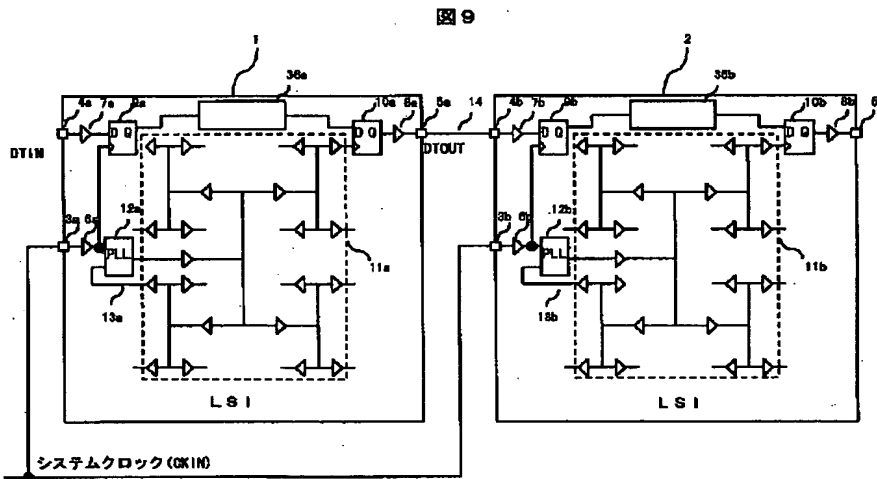 図9
1
36a
2
36b
4a 7a 9a
10a 8a 5a
14
4b 7b 9b
10b 8b
D Q
D Q
D Q
D Q
DTIN
DTOUT
3a 6a 12a
3b 6b 12b
PLL
PLL
11a
11b
13a
LSI
LSI
システムクロック(CKIN)